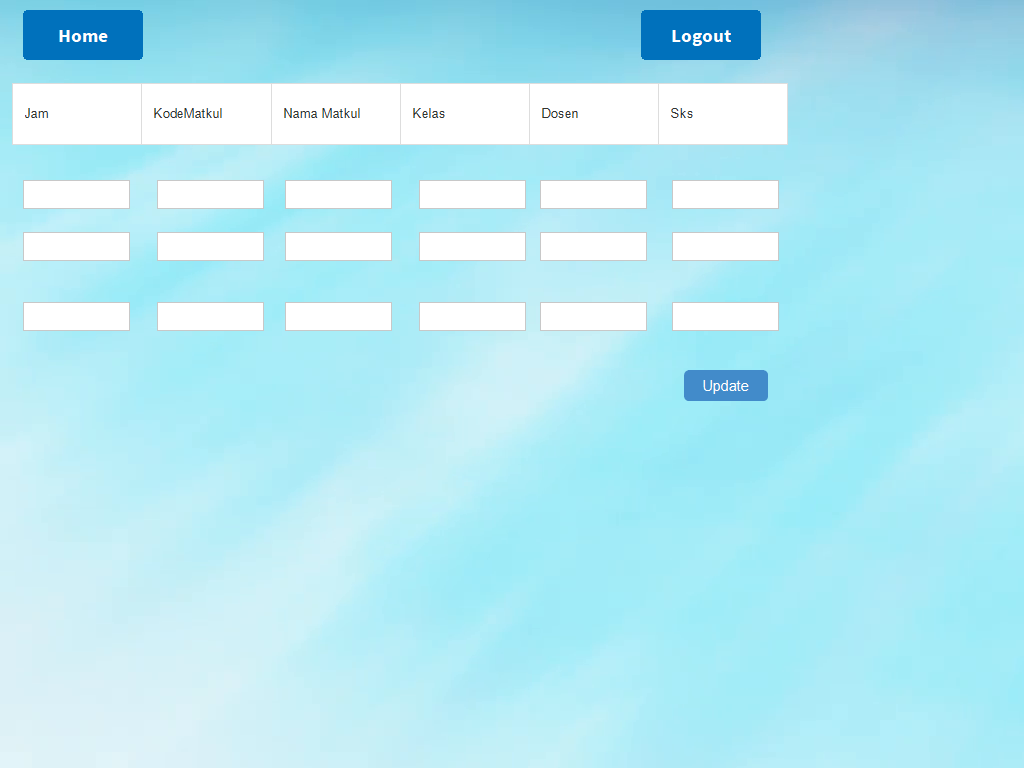 Home Logout
Jam KodeMatkul Nama Matkul Kelas Dosen Sks
Update